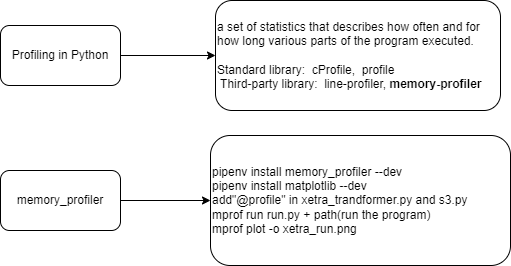 Profiling in Python
a set of statistics that describes how often and for
how long various parts of the program executed.
Standard library:  cProfile,  profile
Third-party library:  line-profiler, memory-profiler
memory_profiler
pipenv install memory_profiler --dev
pipenv install matplotlib --dev
add"@profile" in xetra_trandformer.py and s3.py
mprof run run.py + path(run the program)
mprof plot -o xetra_run.png